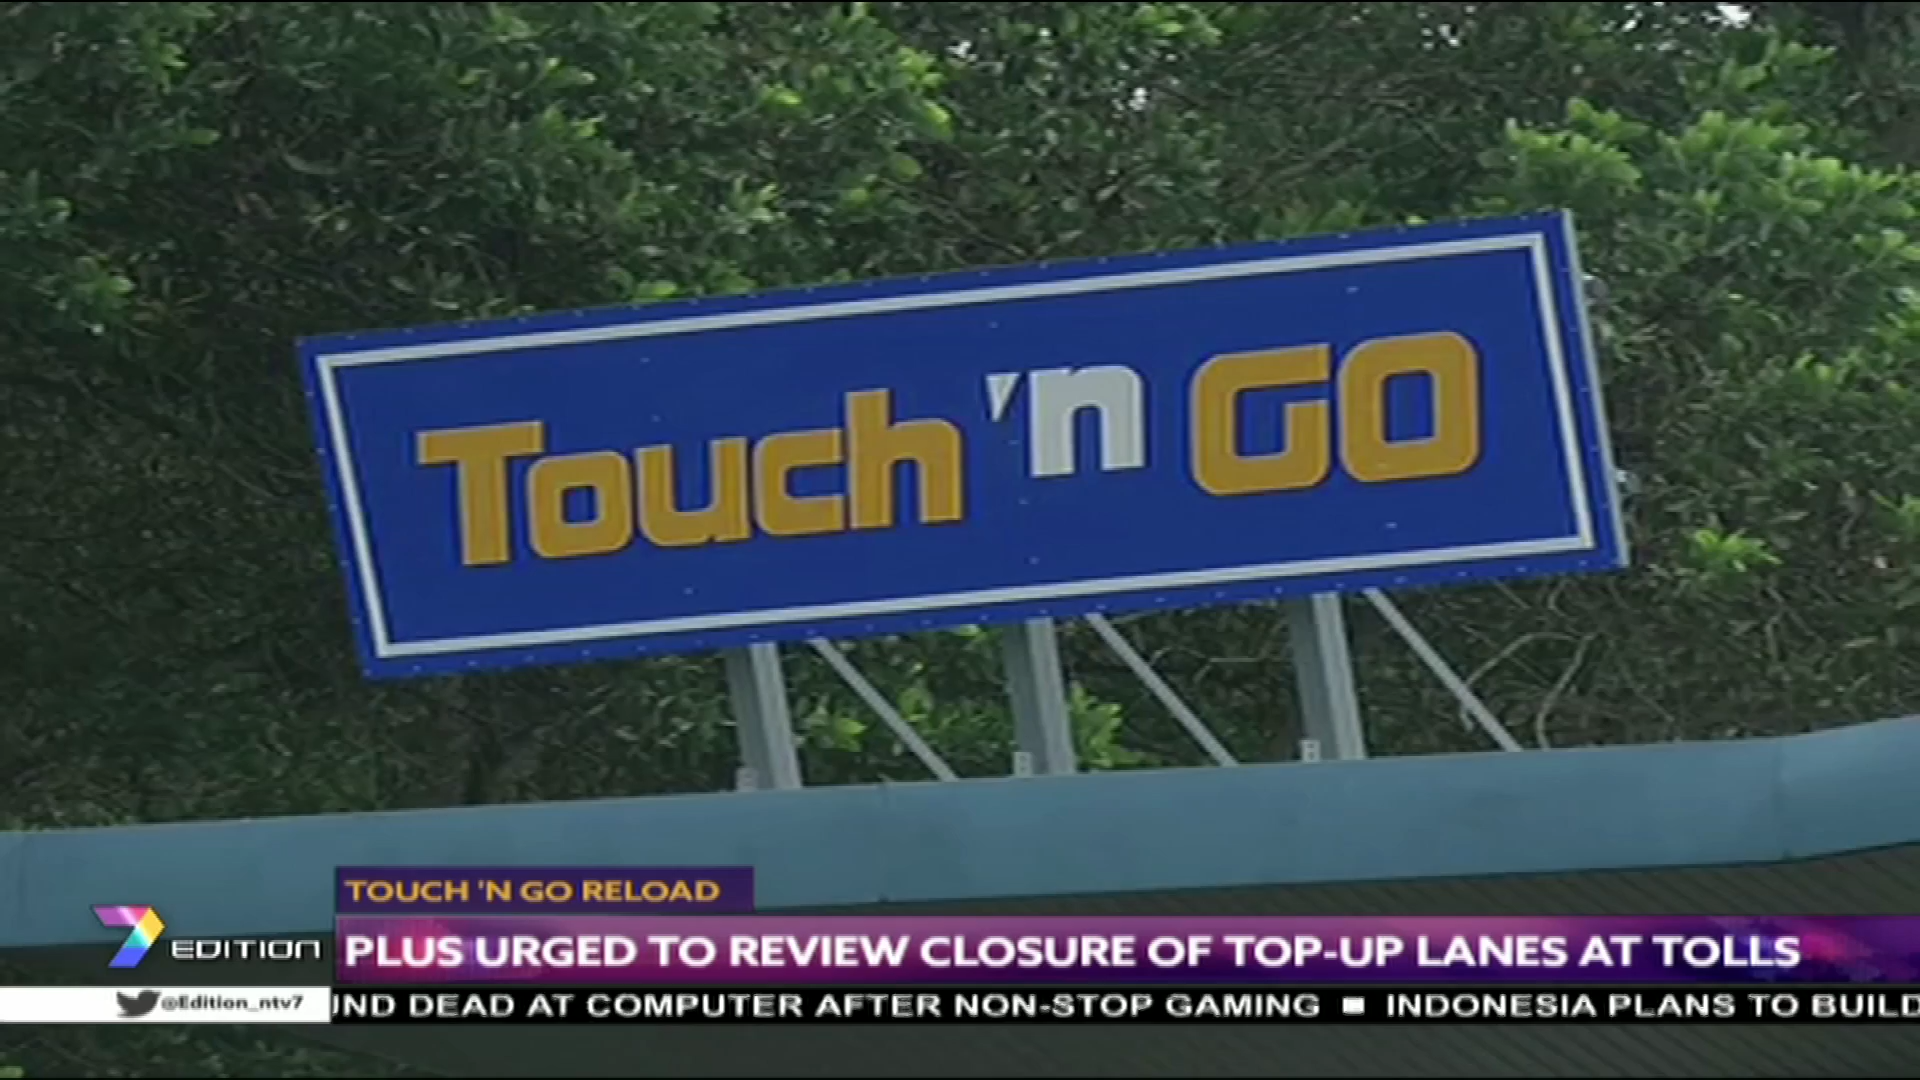 Touch 'n GO
TOUCH 'N GO RELOAD
7 EDITION
PLUS URGED TO REVIEW CLOSURE OF TOP-UP LANES AT TOLLS
@Edition_ntv7
DEAD AT COMPUTER AFTER NON-STOP GAMING ■ INDONESIA PLANS TO BUILD